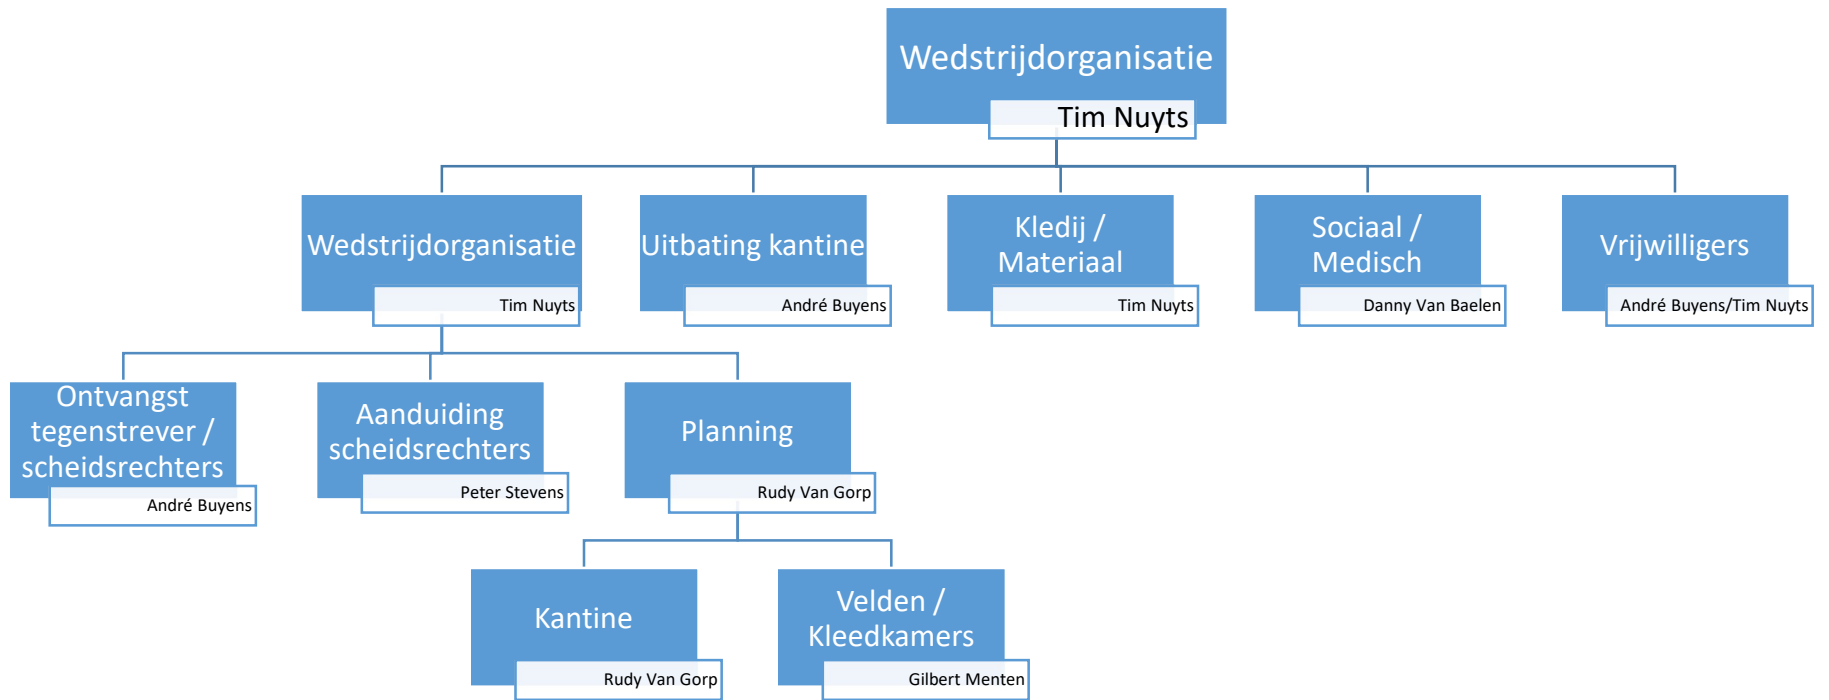 Wedstrijdorganisatie
Tim Nuyts
Wedstrijdorganisatie
Tim Nuyts
Uitbating kantine
André Buyens
Kledij /
Materiaal
Tim Nuyts
Sociaal /
Medisch
Danny Van Baelen
Vrijwilligers
André Buyens/Tim Nuyts
Ontvangst
tegenstrever /
scheidsrechters
André Buyens
Aanduiding
scheidsrechters
Peter Stevens
Planning
Rudy Van Gorp
Kantine
Rudy Van Gorp
Velden /
Kleedkamers
Gilbert Menten